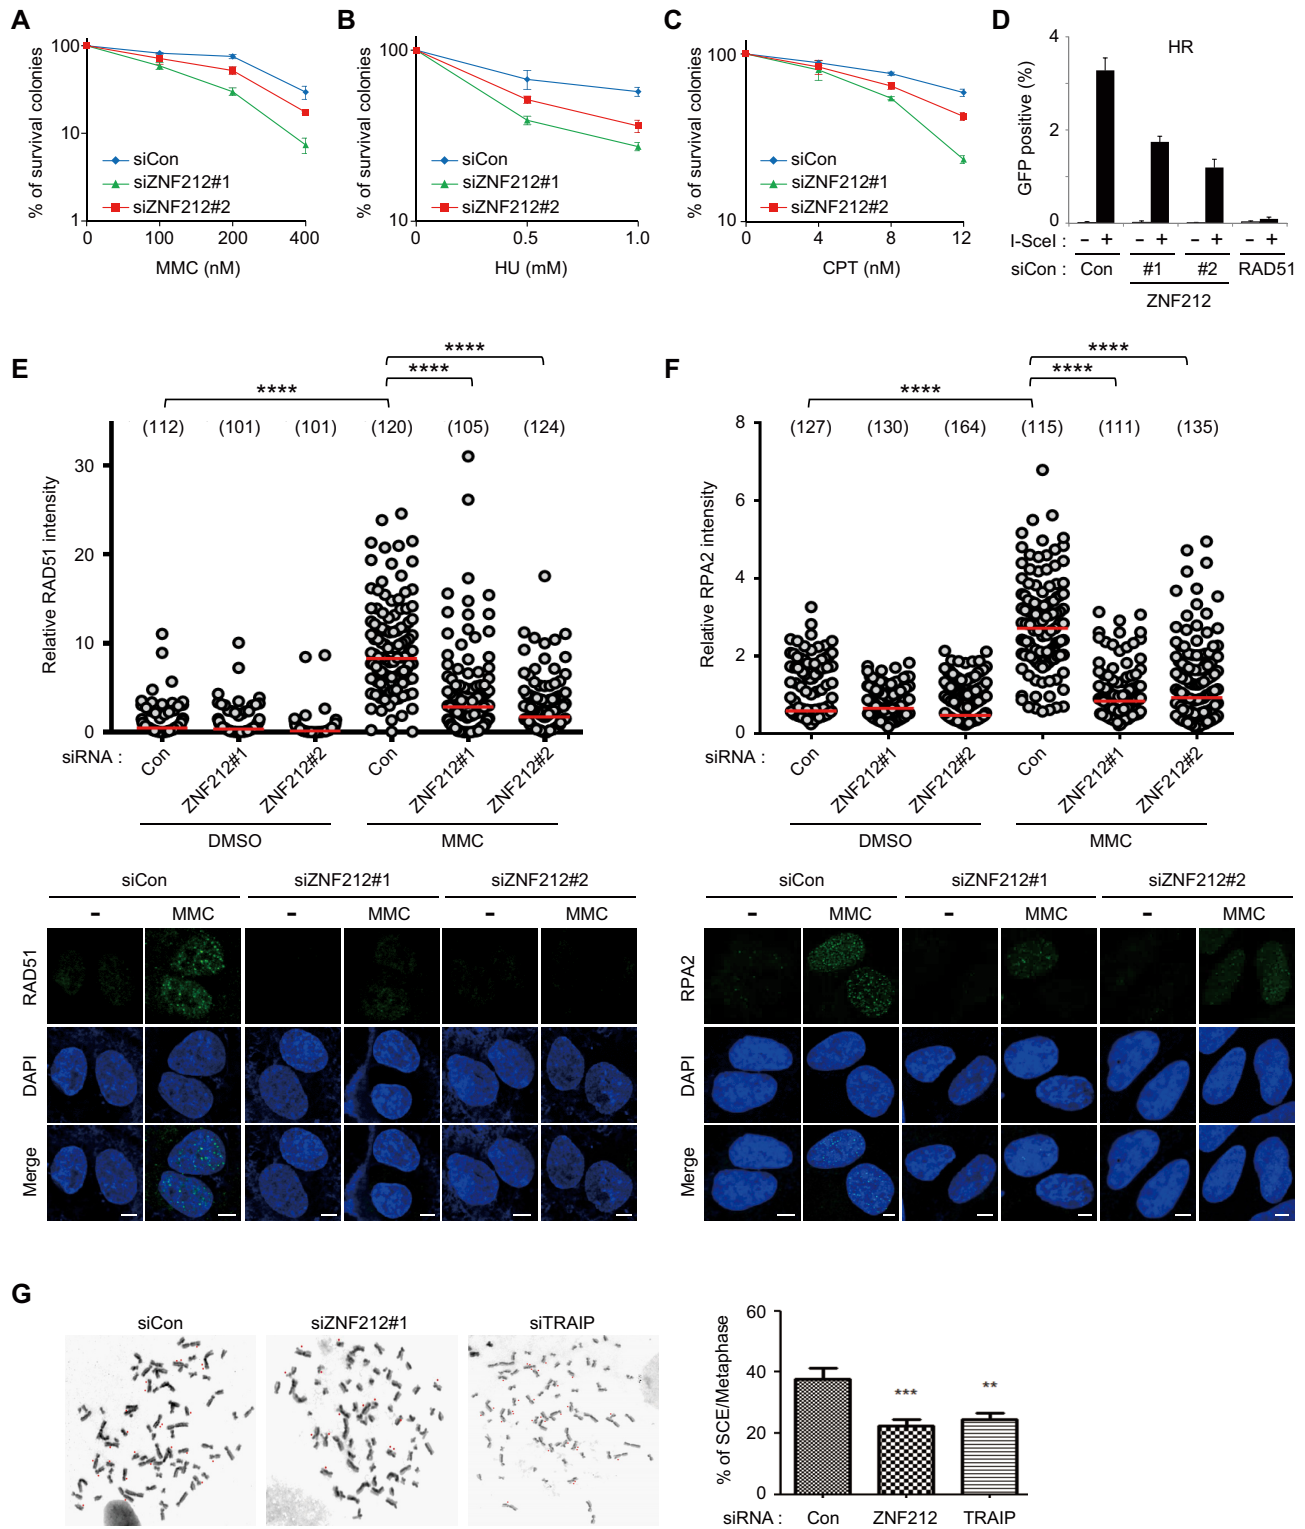 A
% of survival colonies
100
10
1
siCon
siZNF212#1
siZNF212#2
0 100 200 400
MMC (nM)
B
% of survival colonies
100
10
siCon
siZNF212#1
siZNF212#2
0 0.5 1.0
HU (mM)
C
% of survival colonies
100
10
siCon
siZNF212#1
siZNF212#2
0 4 8 12
CPT (nM)
D
HR
GFP positive (%)
4
2
0
I-SceI : - + - + - + - +
siCon : Con #1 #2 RAD51
ZNF212
E
****
****
****
(112) (101) (101) (120) (105) (124)
Relative RAD51 intensity
30
20
10
0
siRNA : Con ZNF212#1 ZNF212#2 Con ZNF212#1 ZNF212#2
DMSO MMC
siCon siZNF212#1 siZNF212#2
- MMC - MMC - MMC
RAD51
DAPI
Merge
F
****
****
****
(127) (130) (164) (115) (111) (135)
Relative RPA2 intensity
8
6
4
2
0
siRNA : Con ZNF212#1 ZNF212#2 Con ZNF212#1 ZNF212#2
DMSO MMC
siCon siZNF212#1 siZNF212#2
- MMC - MMC - MMC
RPA2
DAPI
Merge
G
siCon siZNF212#1 siTRAIP
% of SCE/Metaphase
60
40
20
0
*** **
siRNA : Con ZNF212 TRAIP